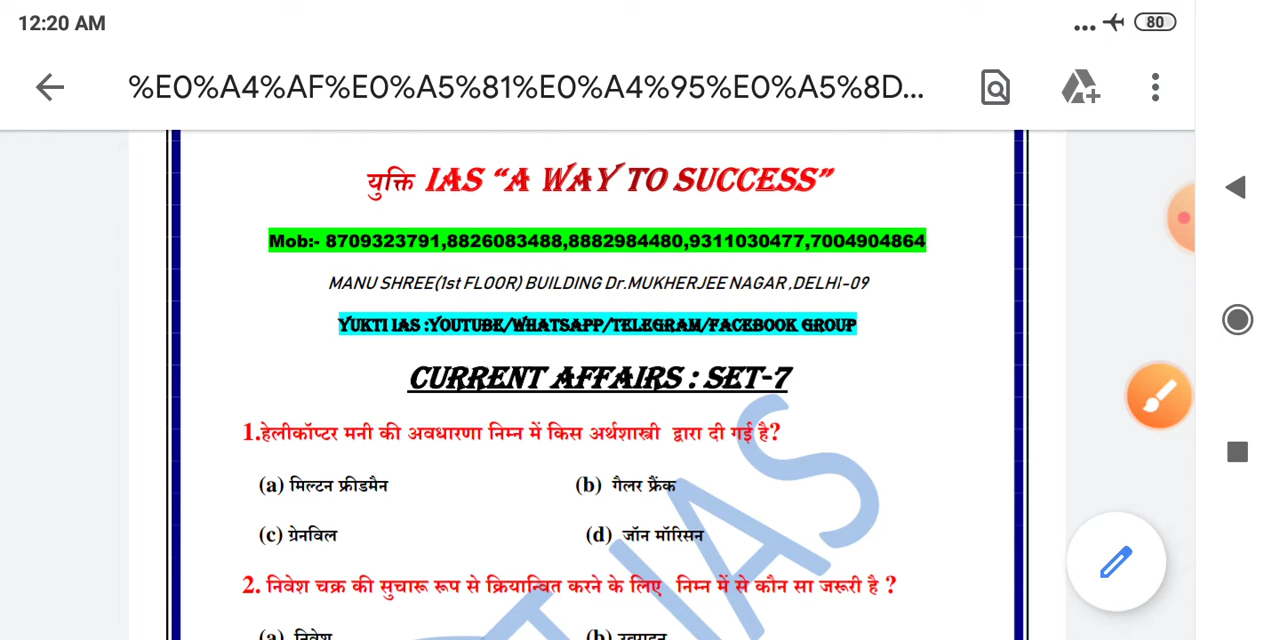 12:20 AM
80
%E0%A4%AF%E0%A5%81%E0%A4%95%E0%A5%8D...
युक्ति IAS “A WAY TO SUCCESS”
Mob:- 8709323791,8826083488,8882984480,9311030477,7004904864
MANU SHREE(1st FLOOR) BUILDING Dr.MUKHERJEE NAGAR ,DELHI-09
YUKTI IAS :YOUTUBE/WHATSAPP/TELEGRAM/FACEBOOK GROUP
CURRENT AFFAIRS : SET-7
1.हेलीकॉप्टर मनी की अवधारणा निम्न में किस अर्थशास्त्री द्वारा दी गई है?
(a) मिल्टन फ्रीडमैन (b) गैलर फ्रैंक
(c) ग्रेनविल (d) जॉन मॉरिसन
2. निवेश चक्र की सुचारू रूप से क्रियान्वित करने के लिए निम्न में से कौन सा जरूरी है ?
(a) निवेश (b)
IAS